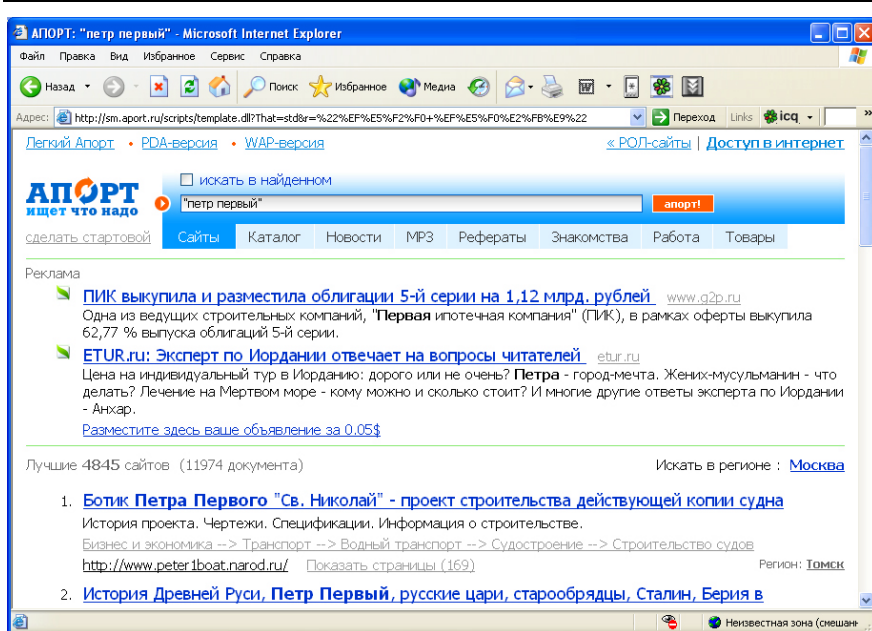 АПОРТ: "петр первый" - Microsoft Internet Explorer
Файл Правка Вид Избранное Сервис Справка
Назад Поиск Избранное Медиа
Адрес: http://sm.aport.ru/scripts/template.dll?That=std&r=%22%EF%E5%F2%F0+%EF%E5%F0%E2%FB%E9%22 Переход Links icq »
Легкий Апорт • PDA-версия • WAP-версия « РОЛ-сайты | Доступ в интернет
искать в найденном
АПОРТ "петр первый" апорт!
ищет что надо
сделать стартовой Сайты Каталог Новости MP3 Рефераты Знакомства Работа Товары
Реклама
ПИК выкупила и разместила облигации 5-й серии на 1,12 млрд. рублей www.g2p.ru
Одна из ведущих строительных компаний, "Первая ипотечная компания" (ПИК), в рамках оферты выкупила
62,77 % выпуска облигаций 5-й серии.
ETUR.ru: Эксперт по Иордании отвечает на вопросы читателей etur.ru
Цена на индивидуальный тур в Иорданию: дорого или не очень? Петра - город-мечта. Жених-мусульманин - что
делать? Лечение на Мертвом море - кому можно и сколько стоит? И многие другие ответы эксперта по Иордании
- Анхар.
Разместите здесь ваше объявление за 0.05$
Лучшие 4845 сайтов (11974 документа) Искать в регионе : Москва
1. Ботик Петра Первого "Св. Николай" - проект строительства действующей копии судна
История проекта. Чертежи. Спецификации. Информация о строительстве.
Бизнес и экономика --> Транспорт --> Водный транспорт --> Судостроение --> Строительство судов
http://www.peter1boat.narod.ru/ Показать страницы (169) Регион: Томск
2. История Древней Руси, Петр Первый, русские цари, старообрядцы, Сталин, Берия в
Неизвестная зона (смешан